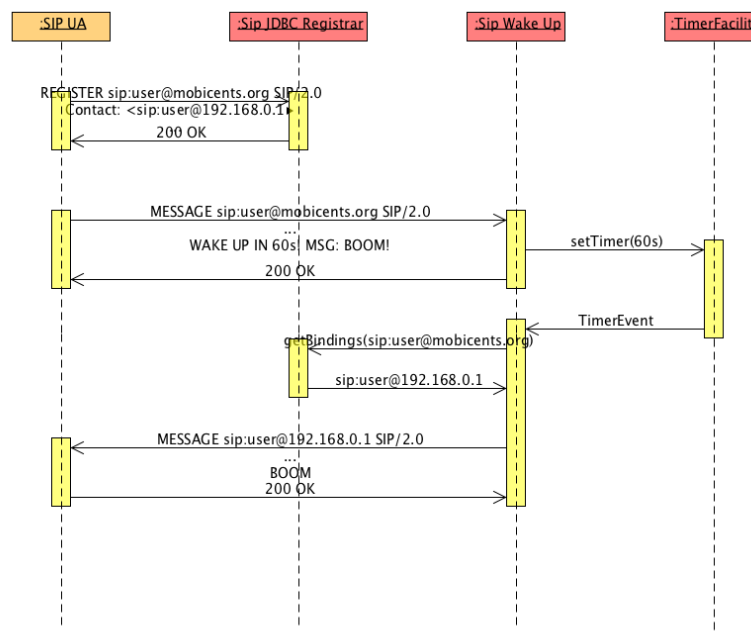 :SIP UA
:Sip JDBC Registrar
:Sip Wake Up
:TimerFacilit
REGISTER sip:user@mobicents.org SIP/2.0
Contact: <sip:user@192.168.0.1>
...
200 OK
MESSAGE sip:user@mobicents.org SIP/2.0
...
WAKE UP IN 60s! MSG: BOOM!
setTimer(60s)
200 OK
TimerEvent
getBindings(sip:user@mobicents.org)
sip:user@192.168.0.1
MESSAGE sip:user@192.168.0.1 SIP/2.0
...
BOOM
200 OK